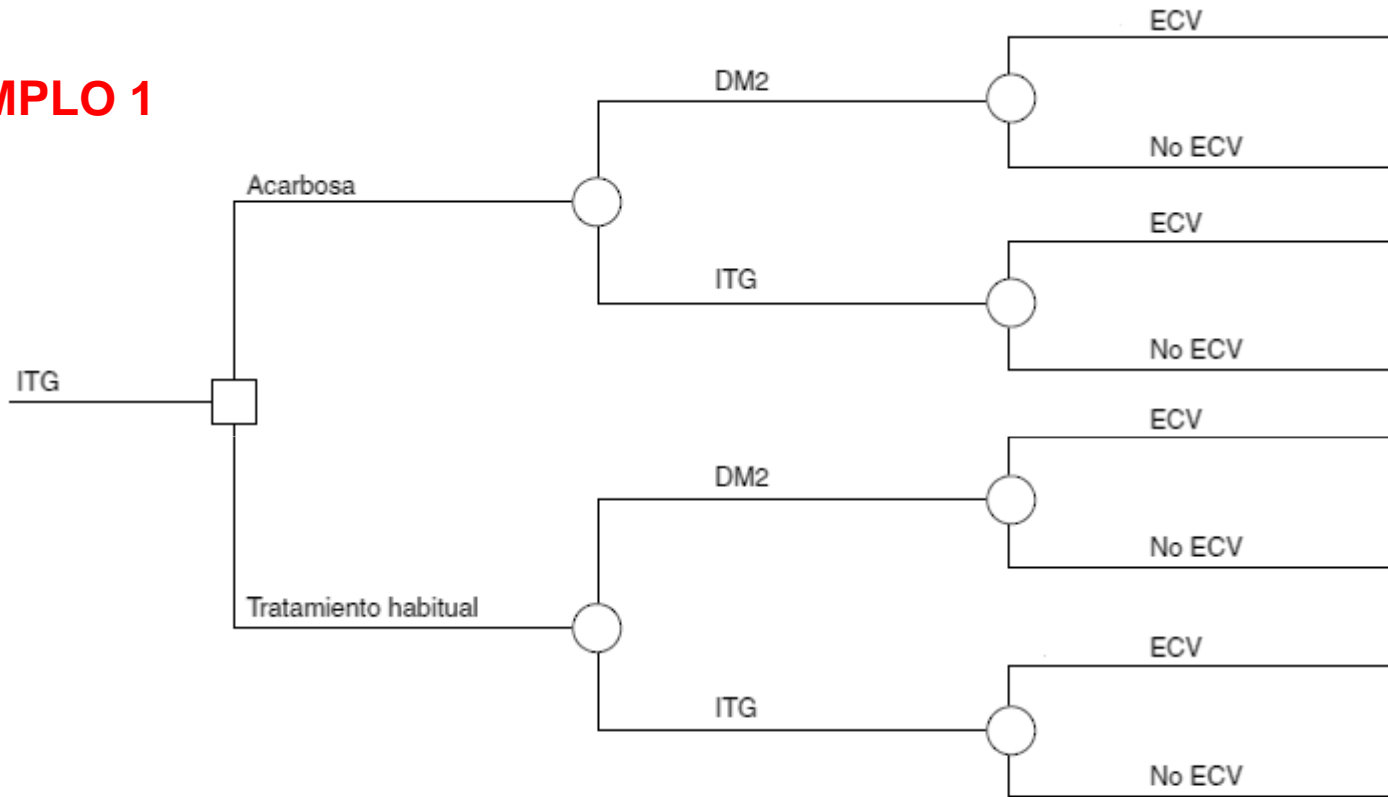 MPLO 1
ECV
DM2
No ECV
Acarbosa
ECV
ITG
No ECV
ITG
ECV
DM2
No ECV
Tratamiento habitual
ECV
ITG
No ECV